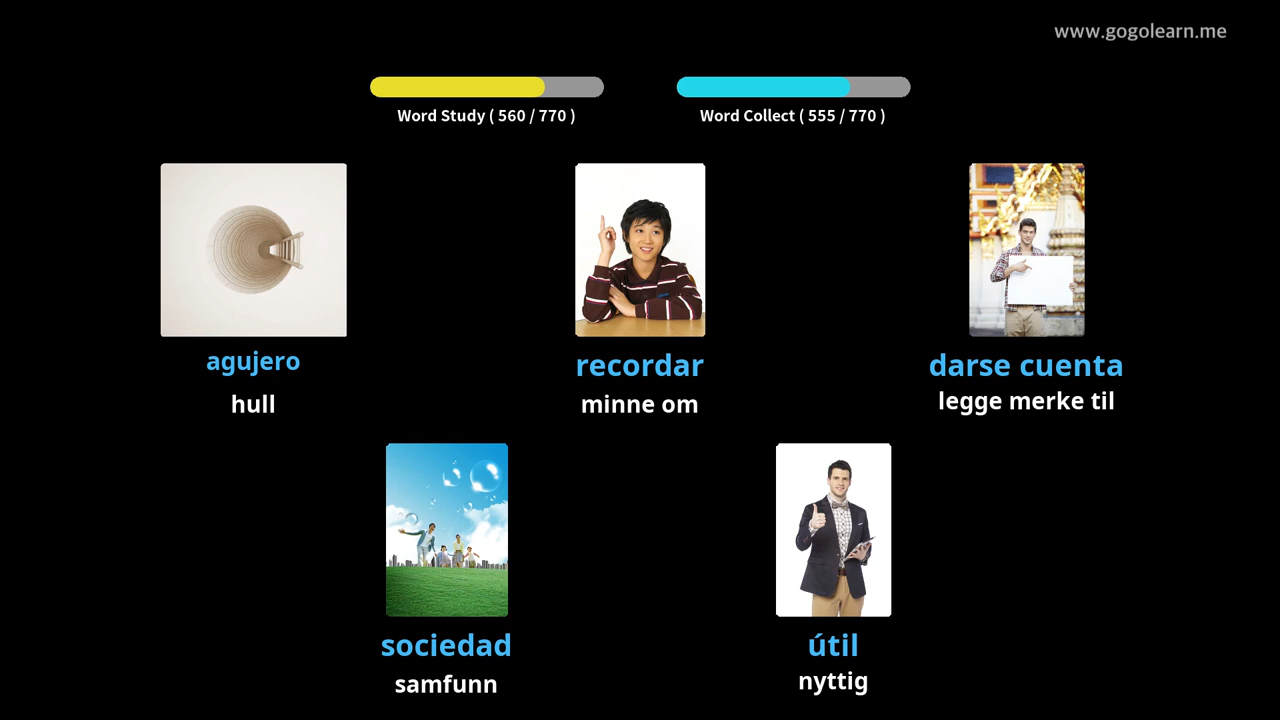 www.gogolearn.me
Word Study ( 560 / 770 )
Word Collect ( 555 / 770 )
agujero
hull
recordar
minne om
darse cuenta
legge merke til
sociedad
samfunn
útil
nyttig